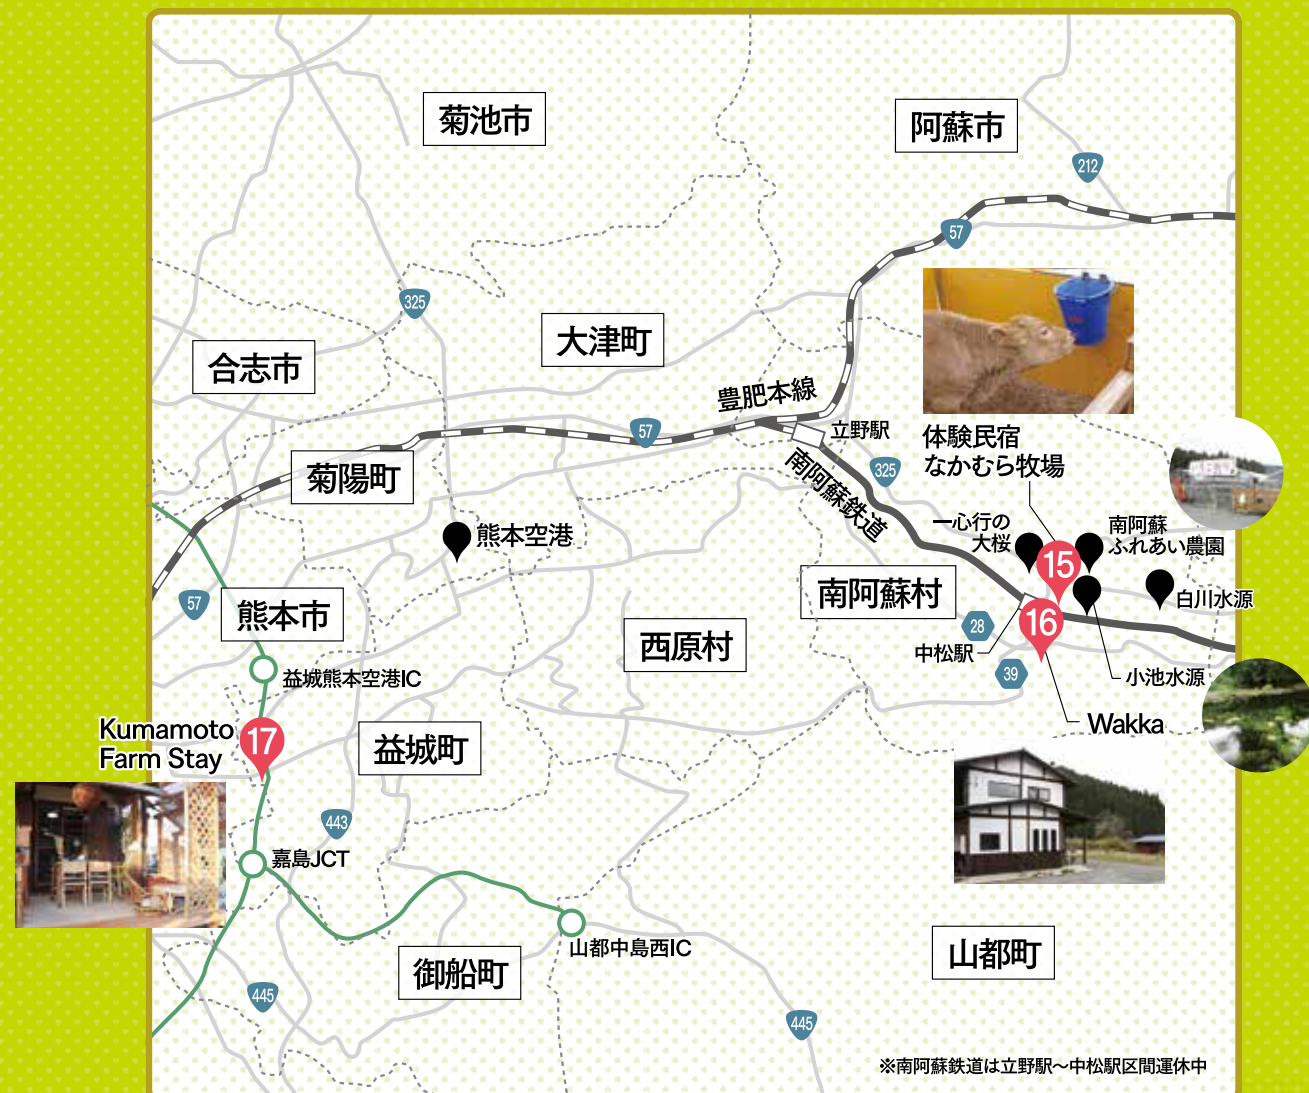 菊池市
阿蘇市
212
57
325
大津町
合志市
豊肥本線
57
立野駅
体験民宿
なかむら牧場
325
南阿蘇鉄道
菊陽町
熊本空港
一心行の
大桜
南阿蘇
ふれあい農園
15
白川水源
57
熊本市
南阿蘇村
16
28
中松駅
西原村
39
小池水源
益城熊本空港IC
Kumamoto
Farm Stay
17
益城町
Wakka
443
嘉島JCT
山都中島西IC
御船町
山都町
445
445
※南阿蘇鉄道は立野駅～中松駅区間運休中